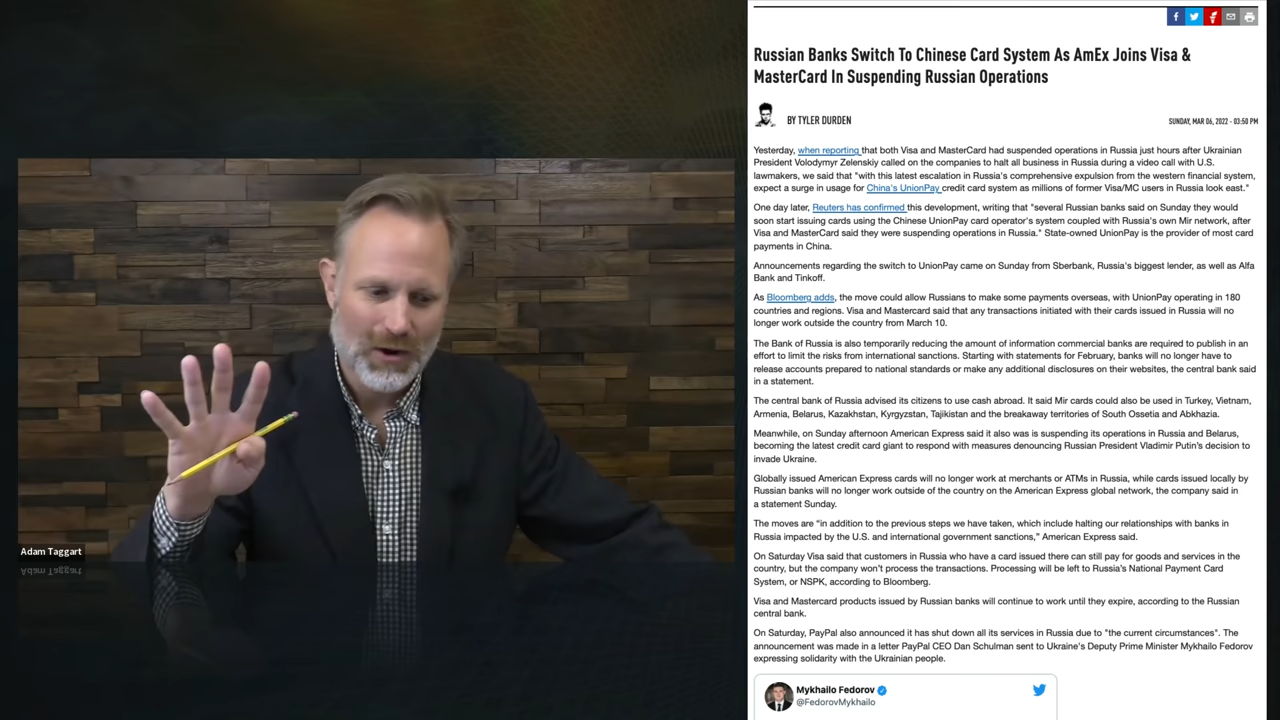 Russian Banks Switch To Chinese Card System As AmEx Joins Visa &
MasterCard In Suspending Russian Operations
BY TYLER DURDEN
SUNDAY, MAR 06, 2022 - 03:50 PM
Yesterday, when reporting that both Visa and MasterCard had suspended operations in Russia just hours after Ukrainian
President Volodymyr Zelenskiy called on the companies to halt all business in Russia during a video call with U.S.
lawmakers, we said that "with this latest escalation in Russia's comprehensive expulsion from the western financial system,
expect a surge in usage for China's UnionPay credit card system as millions of former Visa/MC users in Russia look east."
One day later, Reuters has confirmed this development, writing that "several Russian banks said on Sunday they would
soon start issuing cards using the Chinese UnionPay card operator's system coupled with Russia's own Mir network, after
Visa and MasterCard said they were suspending operations in Russia." State-owned UnionPay is the provider of most card
payments in China.
Announcements regarding the switch to UnionPay came on Sunday from Sberbank, Russia's biggest lender, as well as Alfa
Bank and Tinkoff.
As Bloomberg adds, the move could allow Russians to make some payments overseas, with UnionPay operating in 180
countries and regions. Visa and Mastercard said that any transactions initiated with their cards issued in Russia will no
longer work outside the country from March 10.
The Bank of Russia is also temporarily reducing the amount of information commercial banks are required to publish in an
effort to limit the risks from international sanctions. Starting with statements for February, banks will no longer have to
release accounts prepared to national standards or make any additional disclosures on their websites, the central bank said
in a statement.
The central bank of Russia advised its citizens to use cash abroad. It said Mir cards could also be used in Turkey, Vietnam,
Armenia, Belarus, Kazakhstan, Kyrgyzstan, Tajikistan and the breakaway territories of South Ossetia and Abkhazia.
Meanwhile, on Sunday afternoon American Express said it also was is suspending its operations in Russia and Belarus,
becoming the latest credit card giant to respond with measures denouncing Russian President Vladimir Putin's decision to
invade Ukraine.
Globally issued American Express cards will no longer work at merchants or ATMs in Russia, while cards issued locally by
Russian banks will no longer work outside of the country on the American Express global network, the company said in
a statement Sunday.
The moves are “in addition to the previous steps we have taken, which include halting our relationships with banks in
Russia impacted by the U.S. and international government sanctions,” American Express said.
On Saturday Visa said that customers in Russia who have a card issued there can still pay for goods and services in the
country, but the company won’t process the transactions. Processing will be left to Russia’s National Payment Card
System, or NSPK, according to Bloomberg.
Visa and Mastercard products issued by Russian banks will continue to work until they expire, according to the Russian
central bank.
On Saturday, PayPal also announced it has shut down all its services in Russia due to "the current circumstances". The
announcement was made in a letter PayPal CEO Dan Schulman sent to Ukraine's Deputy Prime Minister Mykhailo Fedorov
expressing solidarity with the Ukrainian people.
Mykhailo Fedorov
@FedorovMykhailo
Adam Taggart